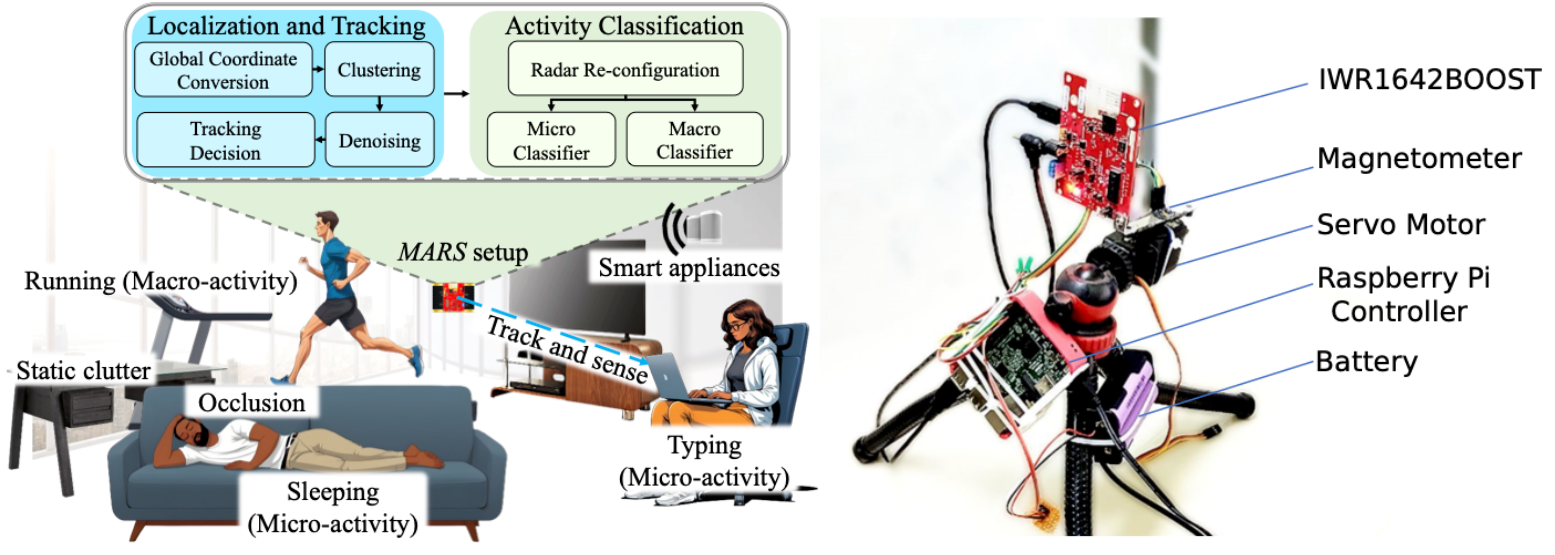 Localization and Tracking
Global Coordinate
Conversion
Clustering
Tracking
Decision
Denoising
Activity Classification
Radar Re-configuration
Micro
Classifier
Macro
Classifier
MARS setup
Smart appliances
Running (Macro-activity)
Track and sense
Static clutter
Occlusion
Typing
(Micro-activity)
Sleeping
(Micro-activity)
IWR1642BOOST
Magnetometer
Servo Motor
Raspberry Pi
Controller
Battery